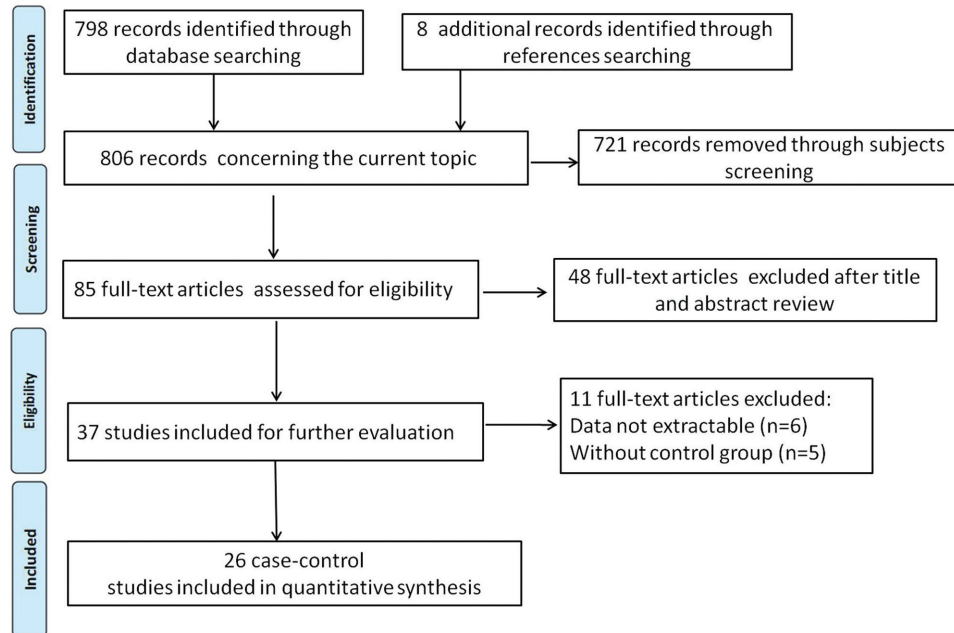 Identification
798 records identified through
database searching
8 additional records identified through
references searching
806 records concerning the current topic
721 records removed through subjects
screening
Screening
85 full-text articles assessed for eligibility
48 full-text articles excluded after title
and abstract review
Eligibility
37 studies included for further evaluation
11 full-text articles excluded:
Data not extractable (n=6)
Without control group (n=5)
Included
26 case-control
studies included in quantitative synthesis